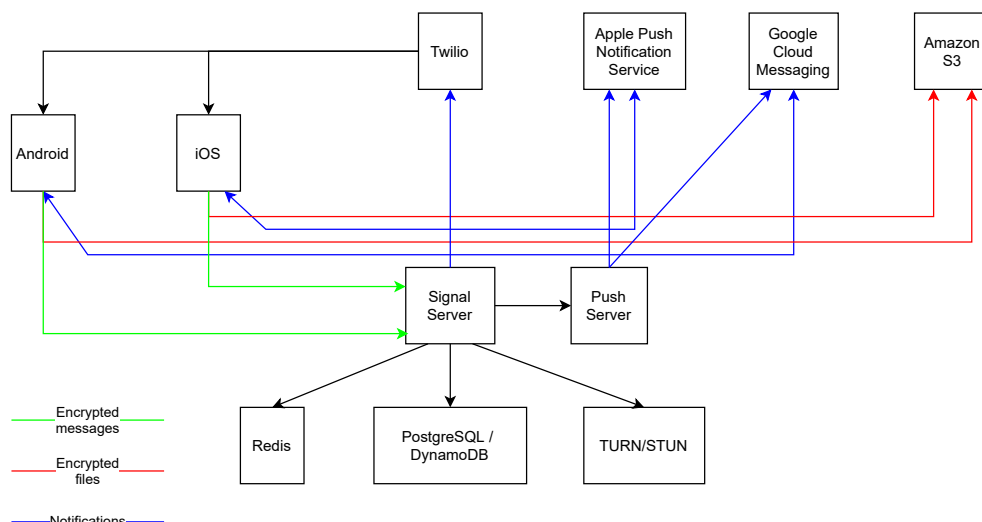 Twilio
Apple Push
Notification
Service
Google
Cloud
Messaging
Amazon
S3
Android
iOS
Signal
Server
Push
Server
Redis
PostgreSQL /
DynamoDB
TURN/STUN
Encrypted
messages
Encrypted
files
Notifications